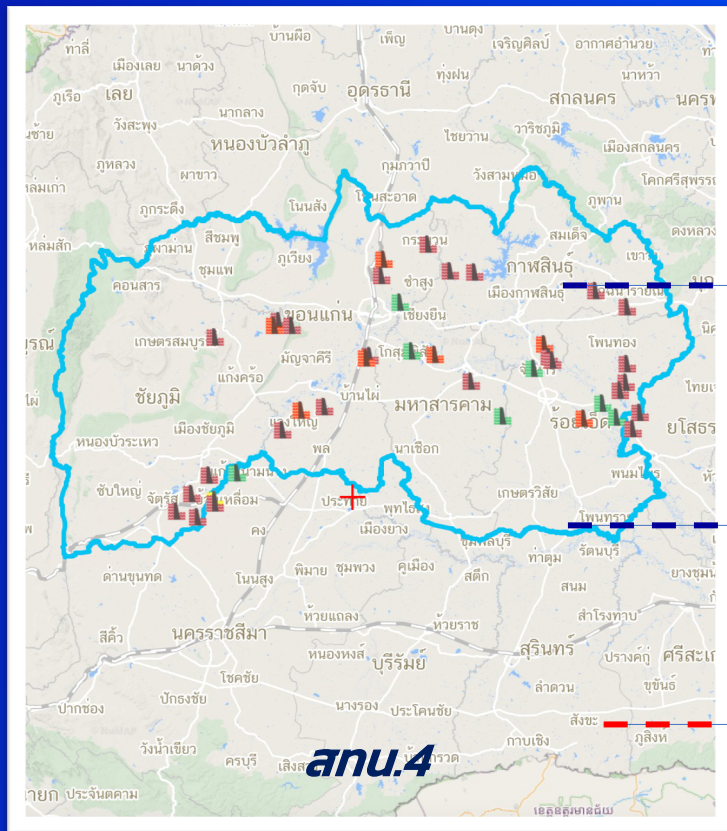 ท่าลี่
บ้านผือ
เพ็ญ
บ้านดุง
เจริญศิลป์
อากาศอำนวย
เมืองเลย
นาด้วง
ทุ่งฝน
นาหว้า
ภูเรือ
เลย
กุดจับ
อุดรธานี
สกลนคร
วังสะพุง
นากลาง
ไชยวาน
วาริชภูมิ
หนองบัวลำภู
เมืองสกลนคร
ภูหลวง
ผาขาว
กุมภวาปี
หล่มเก่า
ภูกระดึง
โนนสัง
โนนสะอาด
ภูพาน
หล่มสัก
สีชมพู
ภูเวียง
สมเด็จ
ดงหลวง
คอนสาร
ชุมแพ
ซำสูง
กาฬสินธุ์
เมืองกาฬสินธุ์
ขอนแก่น
เชียงยืน
เกษตรสมบูรณ์
มัญจาคีรี
โพนทอง
แก้งคร้อ
บ้านไผ่
ชัยภูมิ
มหาสารคาม
เมืองชัยภูมิ
ร้อยเอ็ด
ยโสธร
หนองบัวระเหว
พล
นาเชือก
พนมไพร
ซับใหญ่
จัตุรัส
ประทาย
พุทไธสง
เกษตรวิสัย
โพนทราย
คง
เมืองยาง
ชุมพลบุรี
ท่าตูม
รัตนบุรี
ด่านขุนทด
โนนสูง
พิมาย
ชุมพวง
คูเมือง
สตึก
สนม
ห้วยแถลง
ห้วยราช
สำโรงทาบ
สีคิ้ว
นครราชสีมา
หนองหงส์
บุรีรัมย์
สุรินทร์
ปรางค์กู่
โชคชัย
ลำดวน
ขุขันธ์
ปากช่อง
ปักธงชัย
นางรอง
ประโคนชัย
สังขะ
ภูสิงห์
วังน้ำเขียว
ครบุรี
กาบเชิง
สกบ.4
ประจันตคาม